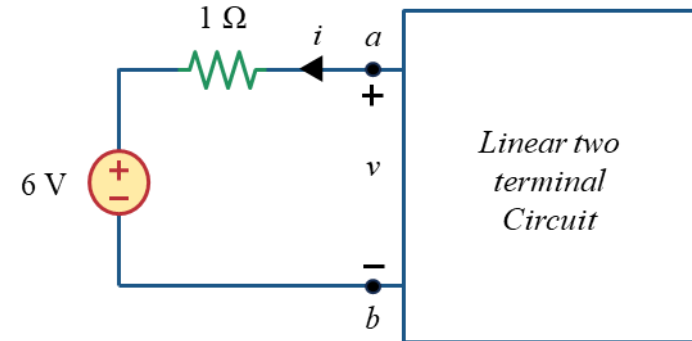 1 Ω
i
a
+
6 V
+
−
v
Linear two
terminal
Circuit
−
b